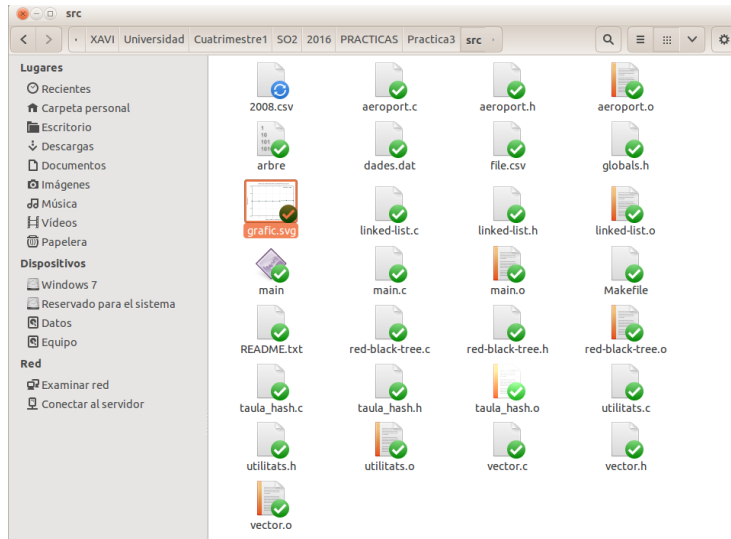 src
XAVI Universidad Cuatrimestre1 SO2 2016 PRACTICAS Practica3 src
Lugares
Recientes
Carpeta personal
Escritorio
Descargas
Documentos
Imágenes
Música
Vídeos
Papelera
Dispositivos
Windows 7
Reservado para el sistema
Datos
Equipo
Red
Examinar red
Conectar al servidor
2008.csv aeroport.c aeroport.h aeroport.o
arbre dades.dat file.csv globals.h
grafic.svg linked-list.c linked-list.h linked-list.o
main main.c main.o Makefile
README.txt red-black-tree.c red-black-tree.h red-black-tree.o
taula_hash.c taula_hash.h taula_hash.o utilitats.c
utilitats.h utilitats.o vector.c vector.h
vector.o